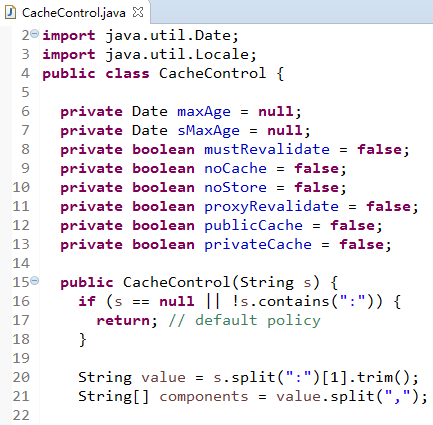 CacheControl.java
2 import java.util.Date;
3 import java.util.Locale;
4 public class CacheControl {
5
6 private Date maxAge = null;
7 private Date sMaxAge = null;
8 private boolean mustRevalidate = false;
9 private boolean noCache = false;
10 private boolean noStore = false;
11 private boolean proxyRevalidate = false;
12 private boolean publicCache = false;
13 private boolean privateCache = false;
14
15 public CacheControl(String s) {
16 if (s == null || !s.contains(":")) {
17 return; // default policy
18 }
19
20 String value = s.split(":")[1].trim();
21 String[] components = value.split(",");
22